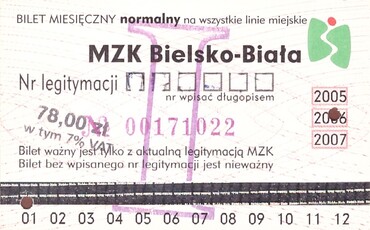 BILET MIESIĘCZNY normalny na wszystkie linie miejskie
MZK Bielsko-Biała
Nr legitymacji
nr wpisać długopisem
2005
2006
2007
78,00 zł
w tym 7% VAT
00171022
Bilet ważny jest tylko z aktualną legitymacją MZK
Bilet bez wpisanego nr legitymacji jest nieważny
01 02 03 04 05 06 07 08 09 10 11 12